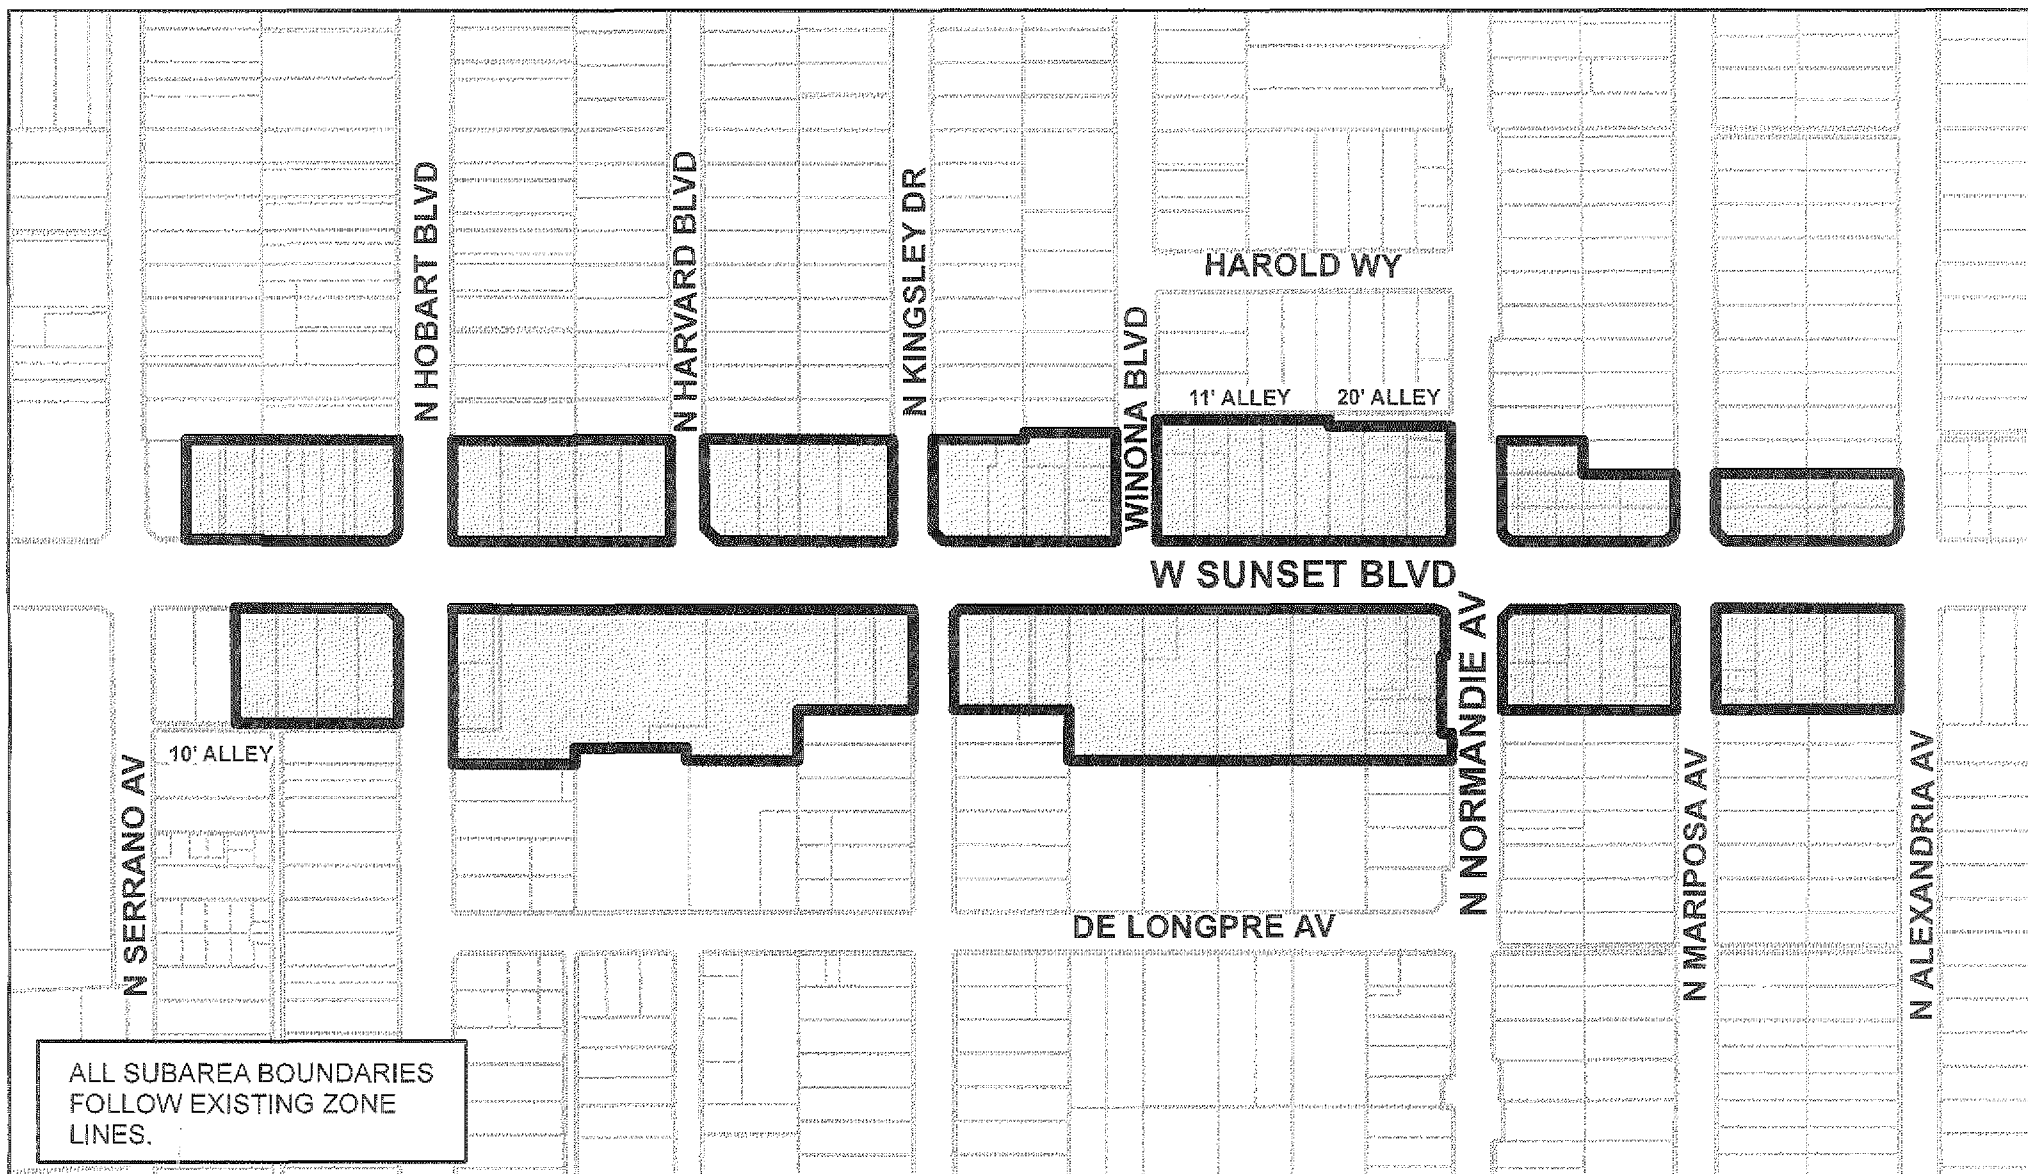 N HOBART BLVD
N HARVARD BLVD
N KINGSLEY DR
HAROLD WY
WINONA BLVD
11' ALLEY
20' ALLEY
W SUNSET BLVD
N NORMANDIE AV
10' ALLEY
N SERRANO AV
N MARIPOSA AV
N ALEXANDRIA AV
DE LONGPRE AV
ALL SUBAREA BOUNDARIES
FOLLOW EXISTING ZONE
LINES.